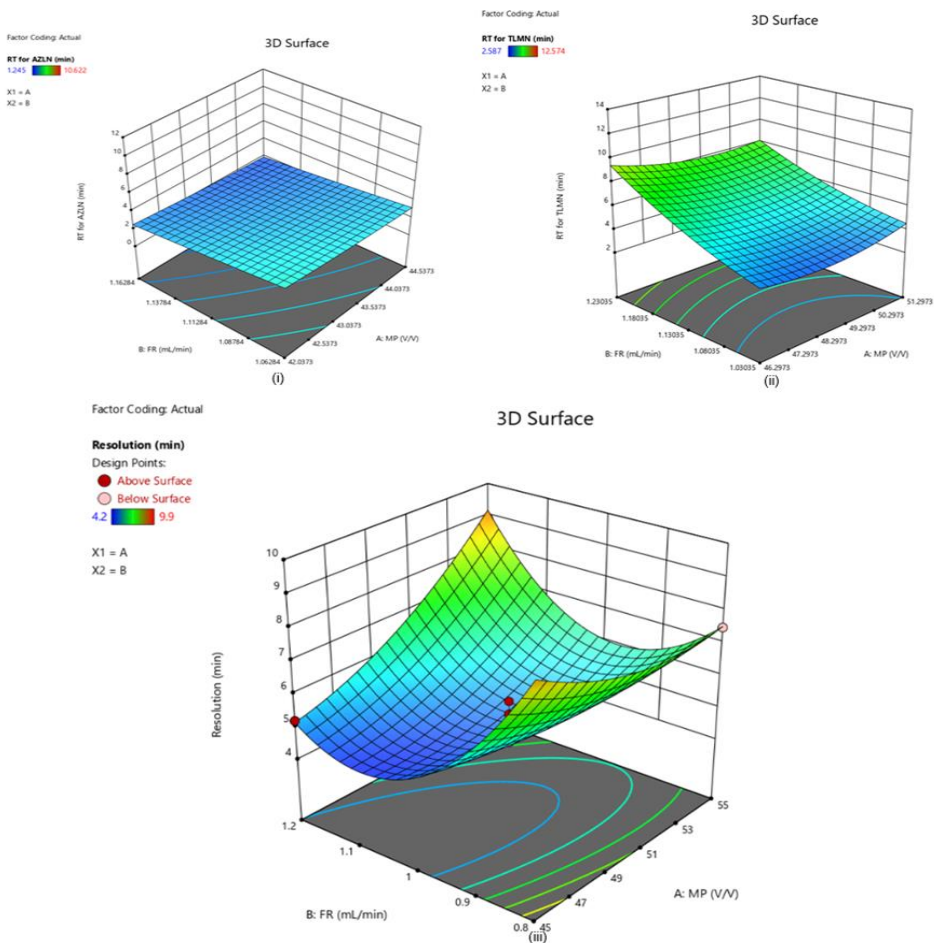 Factor Coding: Actual
3D Surface
RT for AZLN (min)
1.245 10.622
X1 = A
X2 = B
RT for AZLN (min)
12
10
8
6
4
2
0
1.16284
1.13784
1.11284
1.08784
1.06284
B: FR (mL/min)
42.0373
42.5373
43.0373
43.5373
44.0373
44.5373
A: MP (V/V)
(i)
Factor Coding: Actual
3D Surface
RT for TLMN (min)
2.587 12.574
X1 = A
X2 = B
RT for TLMN (min)
14
12
10
8
6
4
2
1.23035
1.18035
1.13035
1.08035
1.03035
B: FR (mL/min)
46.2973
47.2973
48.2973
49.2973
50.2973
51.2973
A: MP (V/V)
(ii)
Factor Coding: Actual
3D Surface
Resolution (min)
Design Points:
Above Surface
Below Surface
4.2 9.9
X1 = A
X2 = B
Resolution (min)
10
9
8
7
6
5
4
1.2
1.1
1
0.9
0.8
B: FR (mL/min)
45
47
49
51
53
55
A: MP (V/V)
(iii)